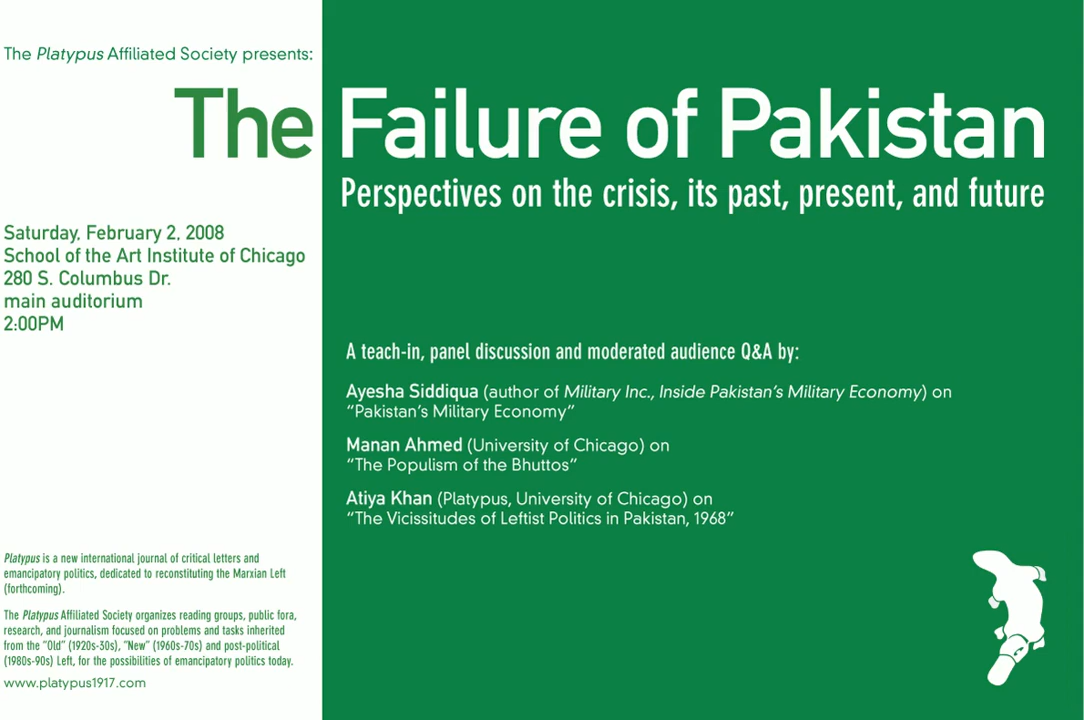 The Platypus Affiliated Society presents:
The Failure of Pakistan
Perspectives on the crisis, its past, present, and future
Saturday, February 2, 2008
School of the Art Institute of Chicago
280 S. Columbus Dr.
main auditorium
2:00PM
A teach-in, panel discussion and moderated audience Q&A by:
Ayesha Siddiqua (author of Military Inc., Inside Pakistan's Military Economy) on
“Pakistan's Military Economy”
Manan Ahmed (University of Chicago) on
“The Populism of the Bhuttos”
Atiya Khan (Platypus, University of Chicago) on
“The Vicissitudes of Leftist Politics in Pakistan, 1968”
Platypus is a new international journal of critical letters and
emancipatory politics, dedicated to reconstituting the Marxian Left
(forthcoming).
The Platypus Affiliated Society organizes reading groups, public fora,
research, and journalism focused on problems and tasks inherited
from the “Old” (1920s-30s), “New” (1960s-70s) and post-political
(1980s-90s) Left, for the possibilities of emancipatory politics today.
www.platypus1917.com